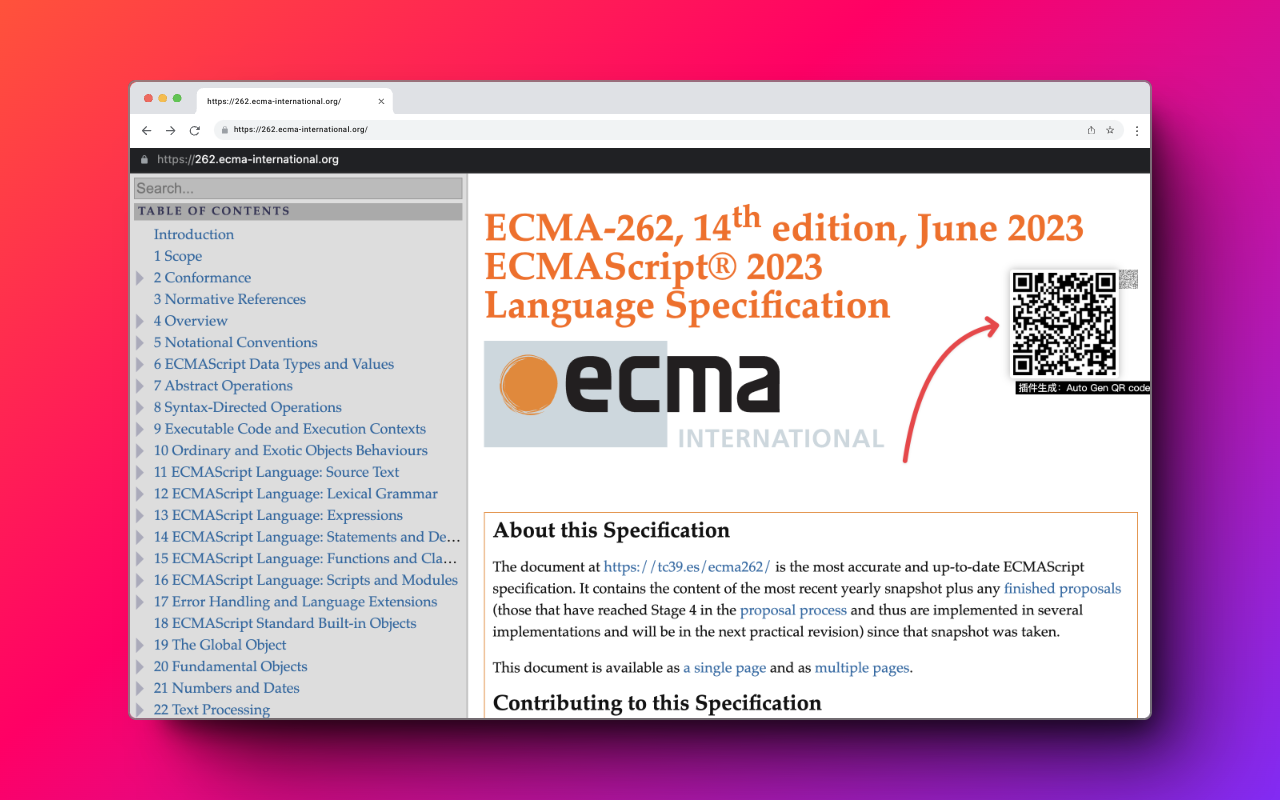 https://262.ecma-international.org/
https://262.ecma-international.org/
https://262.ecma-international.org
Search...
TABLE OF CONTENTS
Introduction
1 Scope
2 Conformance
3 Normative References
4 Overview
5 Notational Conventions
6 ECMAScript Data Types and Values
7 Abstract Operations
8 Syntax-Directed Operations
9 Executable Code and Execution Contexts
10 Ordinary and Exotic Objects Behaviours
11 ECMAScript Language: Source Text
12 ECMAScript Language: Lexical Grammar
13 ECMAScript Language: Expressions
14 ECMAScript Language: Statements and De…
15 ECMAScript Language: Functions and Cla…
16 ECMAScript Language: Scripts and Modules
17 Error Handling and Language Extensions
18 ECMAScript Standard Built-in Objects
19 The Global Object
20 Fundamental Objects
21 Numbers and Dates
22 Text Processing
ECMA-262, 14th edition, June 2023
ECMAScript® 2023
Language Specification
ecma
INTERNATIONAL
插件生成：Auto Gen QR code
About this Specification
The document at https://tc39.es/ecma262/ is the most accurate and up-to-date ECMAScript
specification. It contains the content of the most recent yearly snapshot plus any finished proposals
(those that have reached Stage 4 in the proposal process and thus are implemented in several
implementations and will be in the next practical revision) since that snapshot was taken.
This document is available as a single page and as multiple pages.
Contributing to this Specification